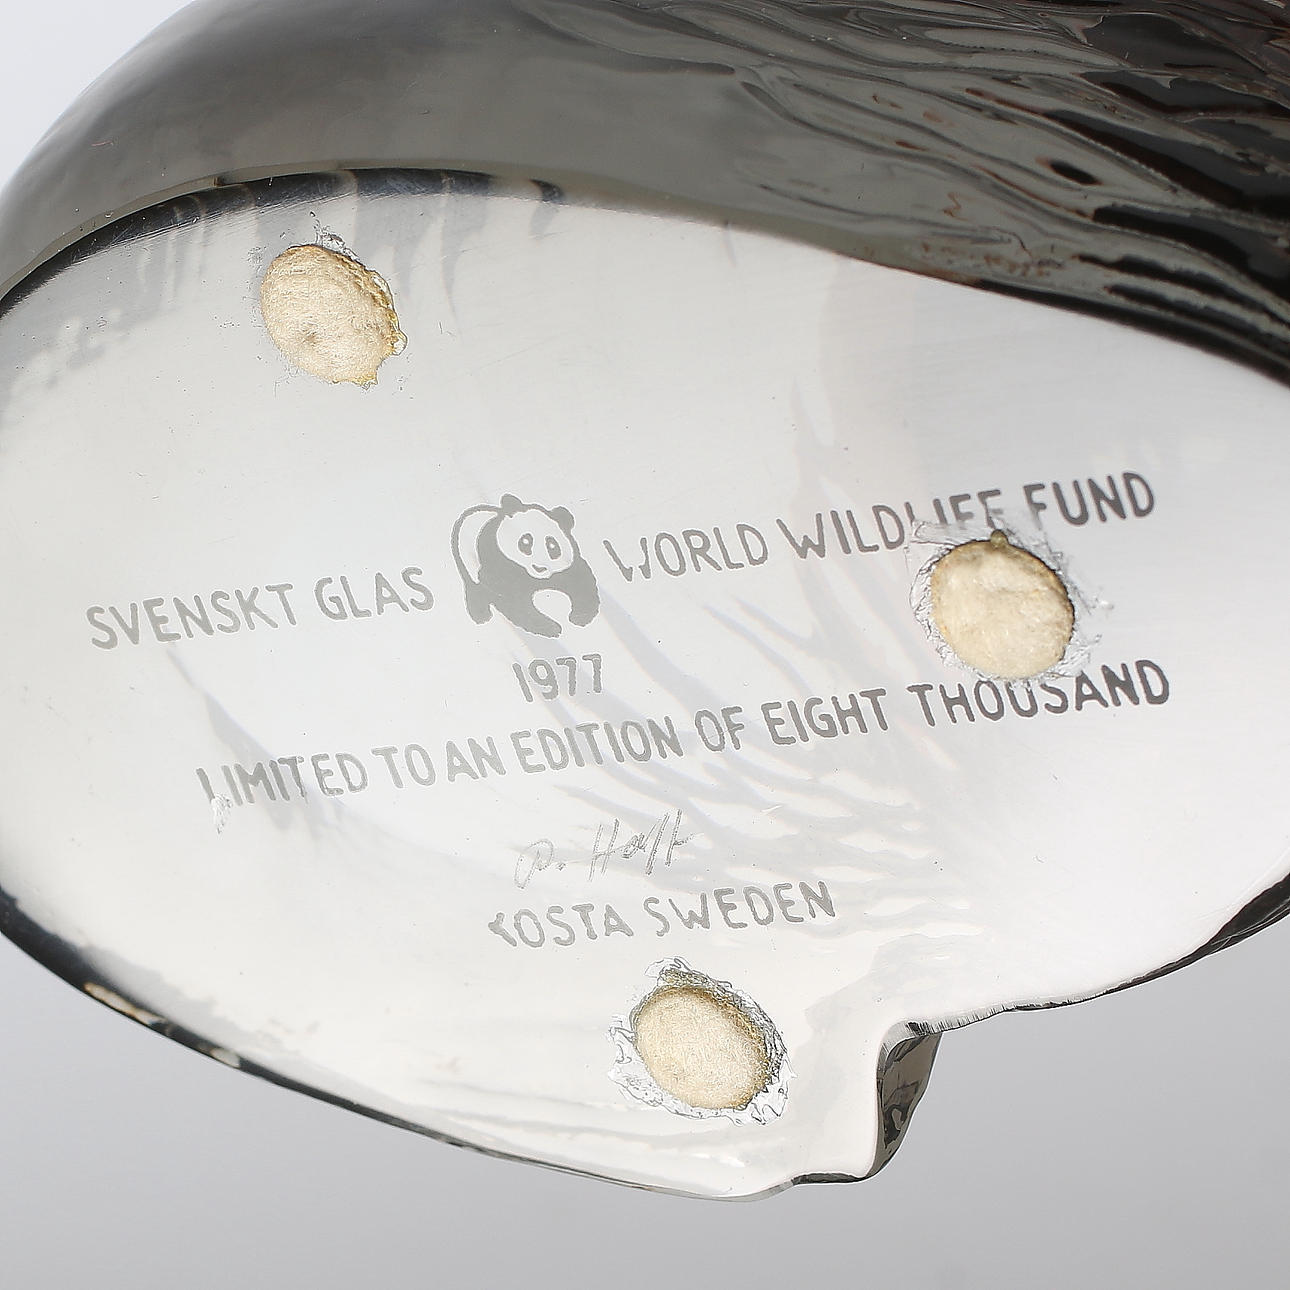 SVENSKT GLAS WORLD WILDLIFE FUND
1977
LIMITED TO AN EDITION OF EIGHT THOUSAND
KOSTA SWEDEN